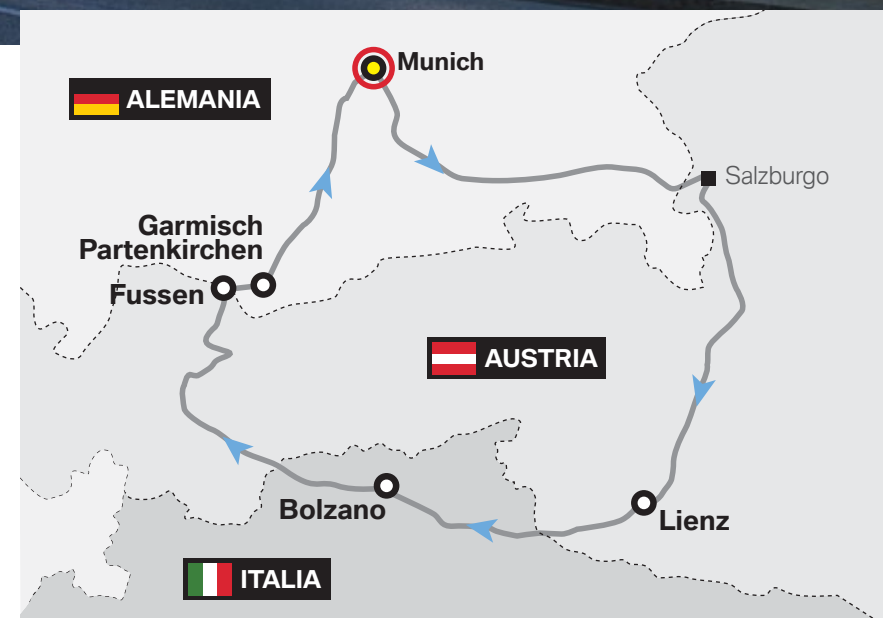 Munich
ALEMANIA
Salzburgo
Garmisch
Partenkirchen
Fussen
AUSTRIA
Bolzano
Lienz
ITALIA